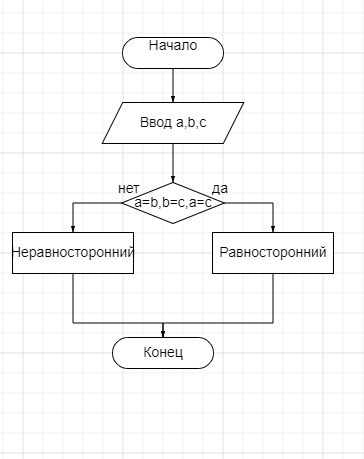 Начало
Ввод a,b,c
нет
да
a=b,b=c,a=c
Неравносторонний
Равносторонний
Конец